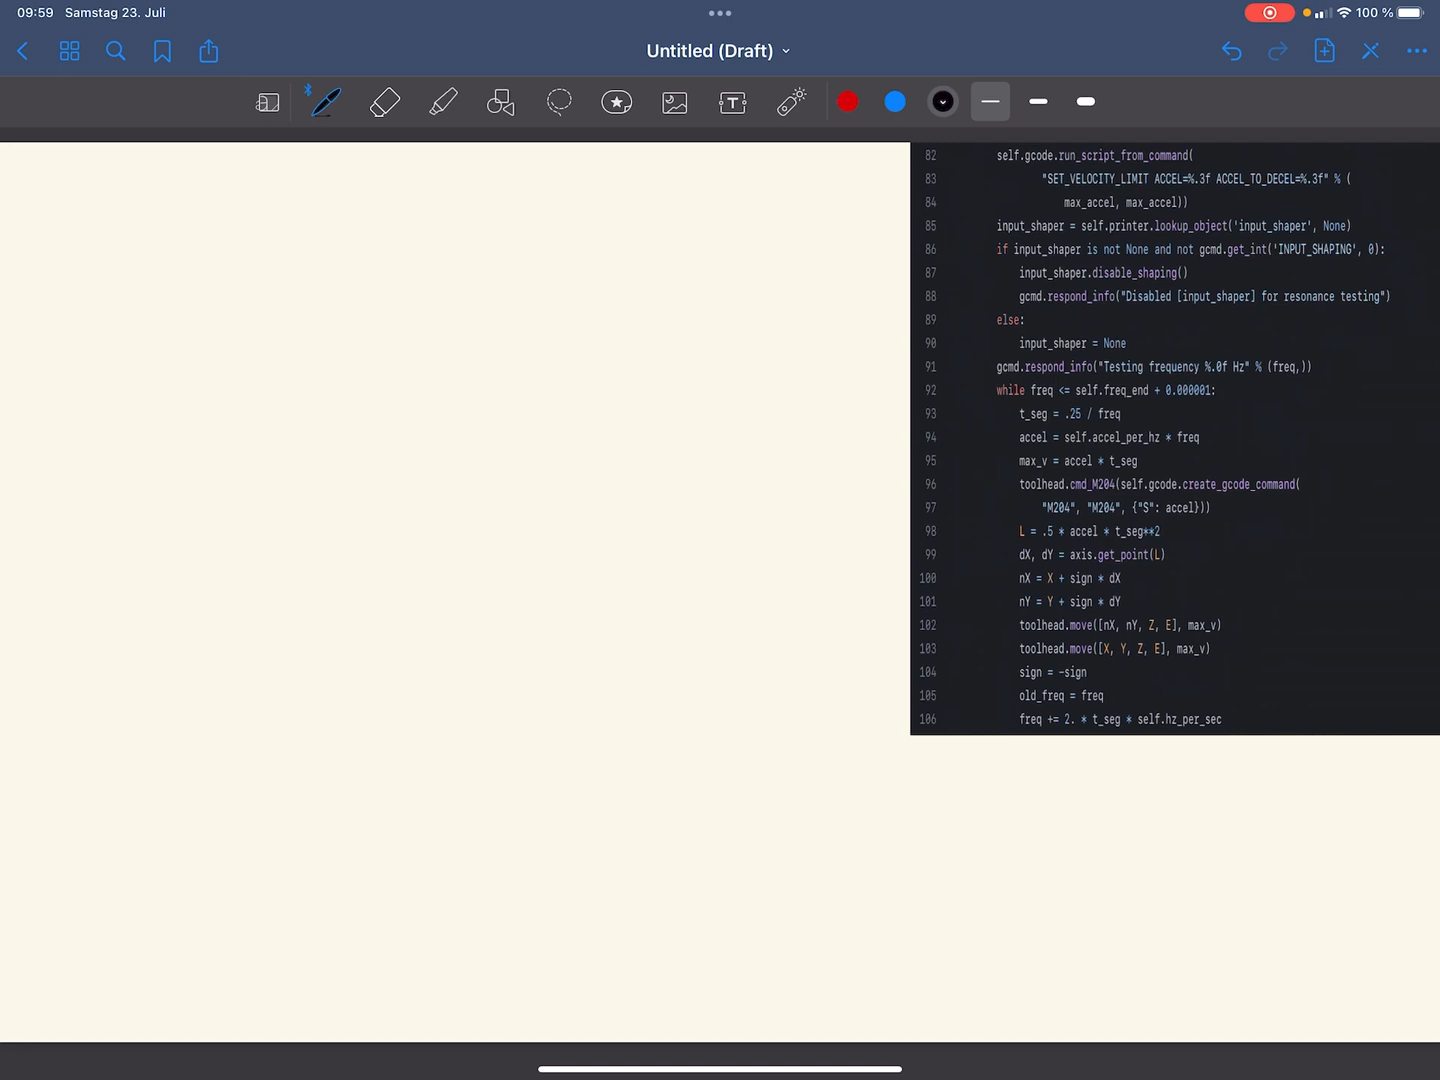 09:59 Samstag 23. Juli
100 %
Untitled (Draft)
T
82 self.gcode.run_script_from_command(
83 "SET_VELOCITY_LIMIT ACCEL=%.3f ACCEL_TO_DECEL=%.3f" % (
84 max_accel, max_accel))
85 input_shaper = self.printer.lookup_object('input_shaper', None)
86 if input_shaper is not None and not gcmd.get_int('INPUT_SHAPING', 0):
87 input_shaper.disable_shaping()
88 gcmd.respond_info("Disabled [input_shaper] for resonance testing")
89 else:
90 input_shaper = None
91 gcmd.respond_info("Testing frequency %.0f Hz" % (freq,))
92 while freq <= self.freq_end + 0.000001:
93 t_seg = .25 / freq
94 accel = self.accel_per_hz * freq
95 max_v = accel * t_seg
96 toolhead.cmd_M204(self.gcode.create_gcode_command(
97 "M204", "M204", {"S": accel}))
98 L = .5 * accel * t_seg**2
99 dX, dY = axis.get_point(L)
100 nX = X + sign * dX
101 nY = Y + sign * dY
102 toolhead.move([nX, nY, Z, E], max_v)
103 toolhead.move([X, Y, Z, E], max_v)
104 sign = -sign
105 old_freq = freq
106 freq += 2. * t_seg * self.hz_per_sec